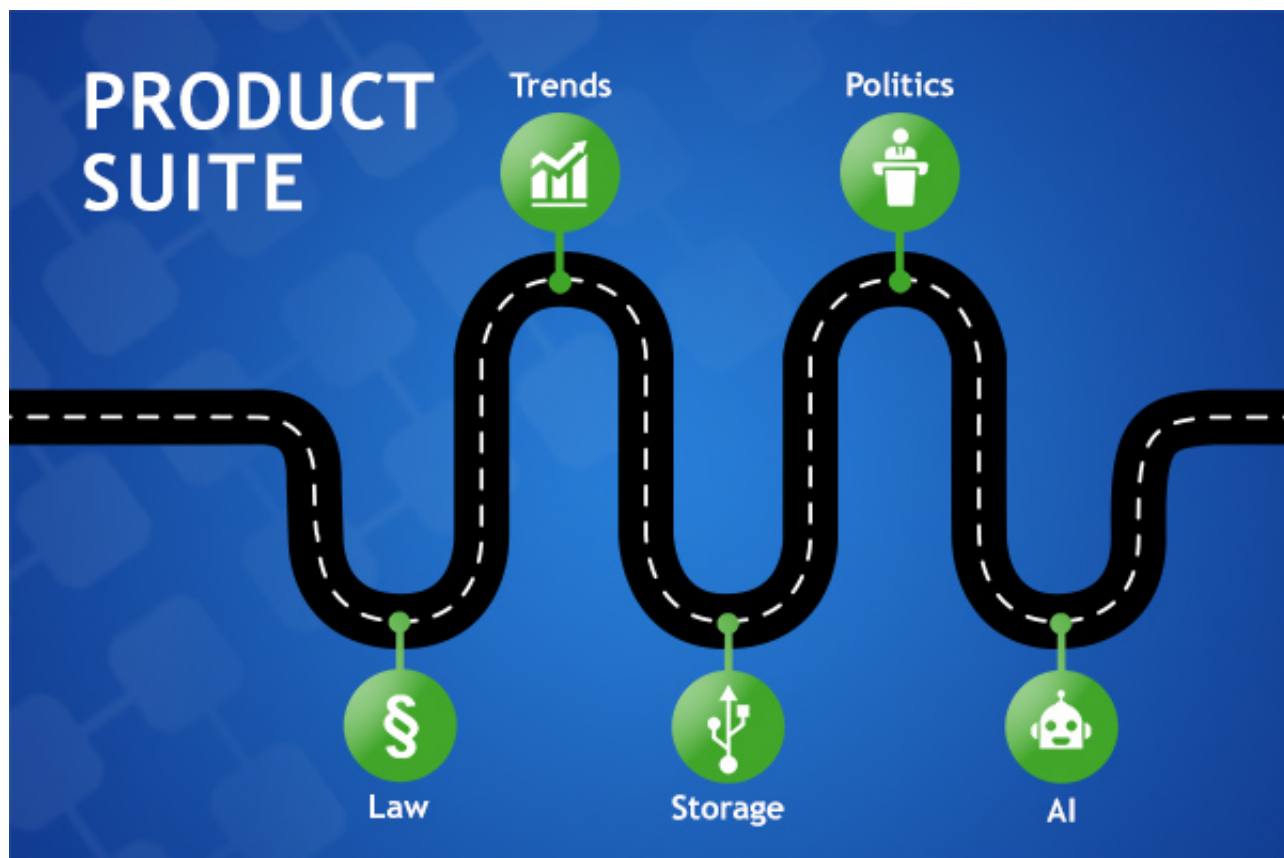 PRODUCT
SUITE
Trends
Politics
§
Law
Storage
AI